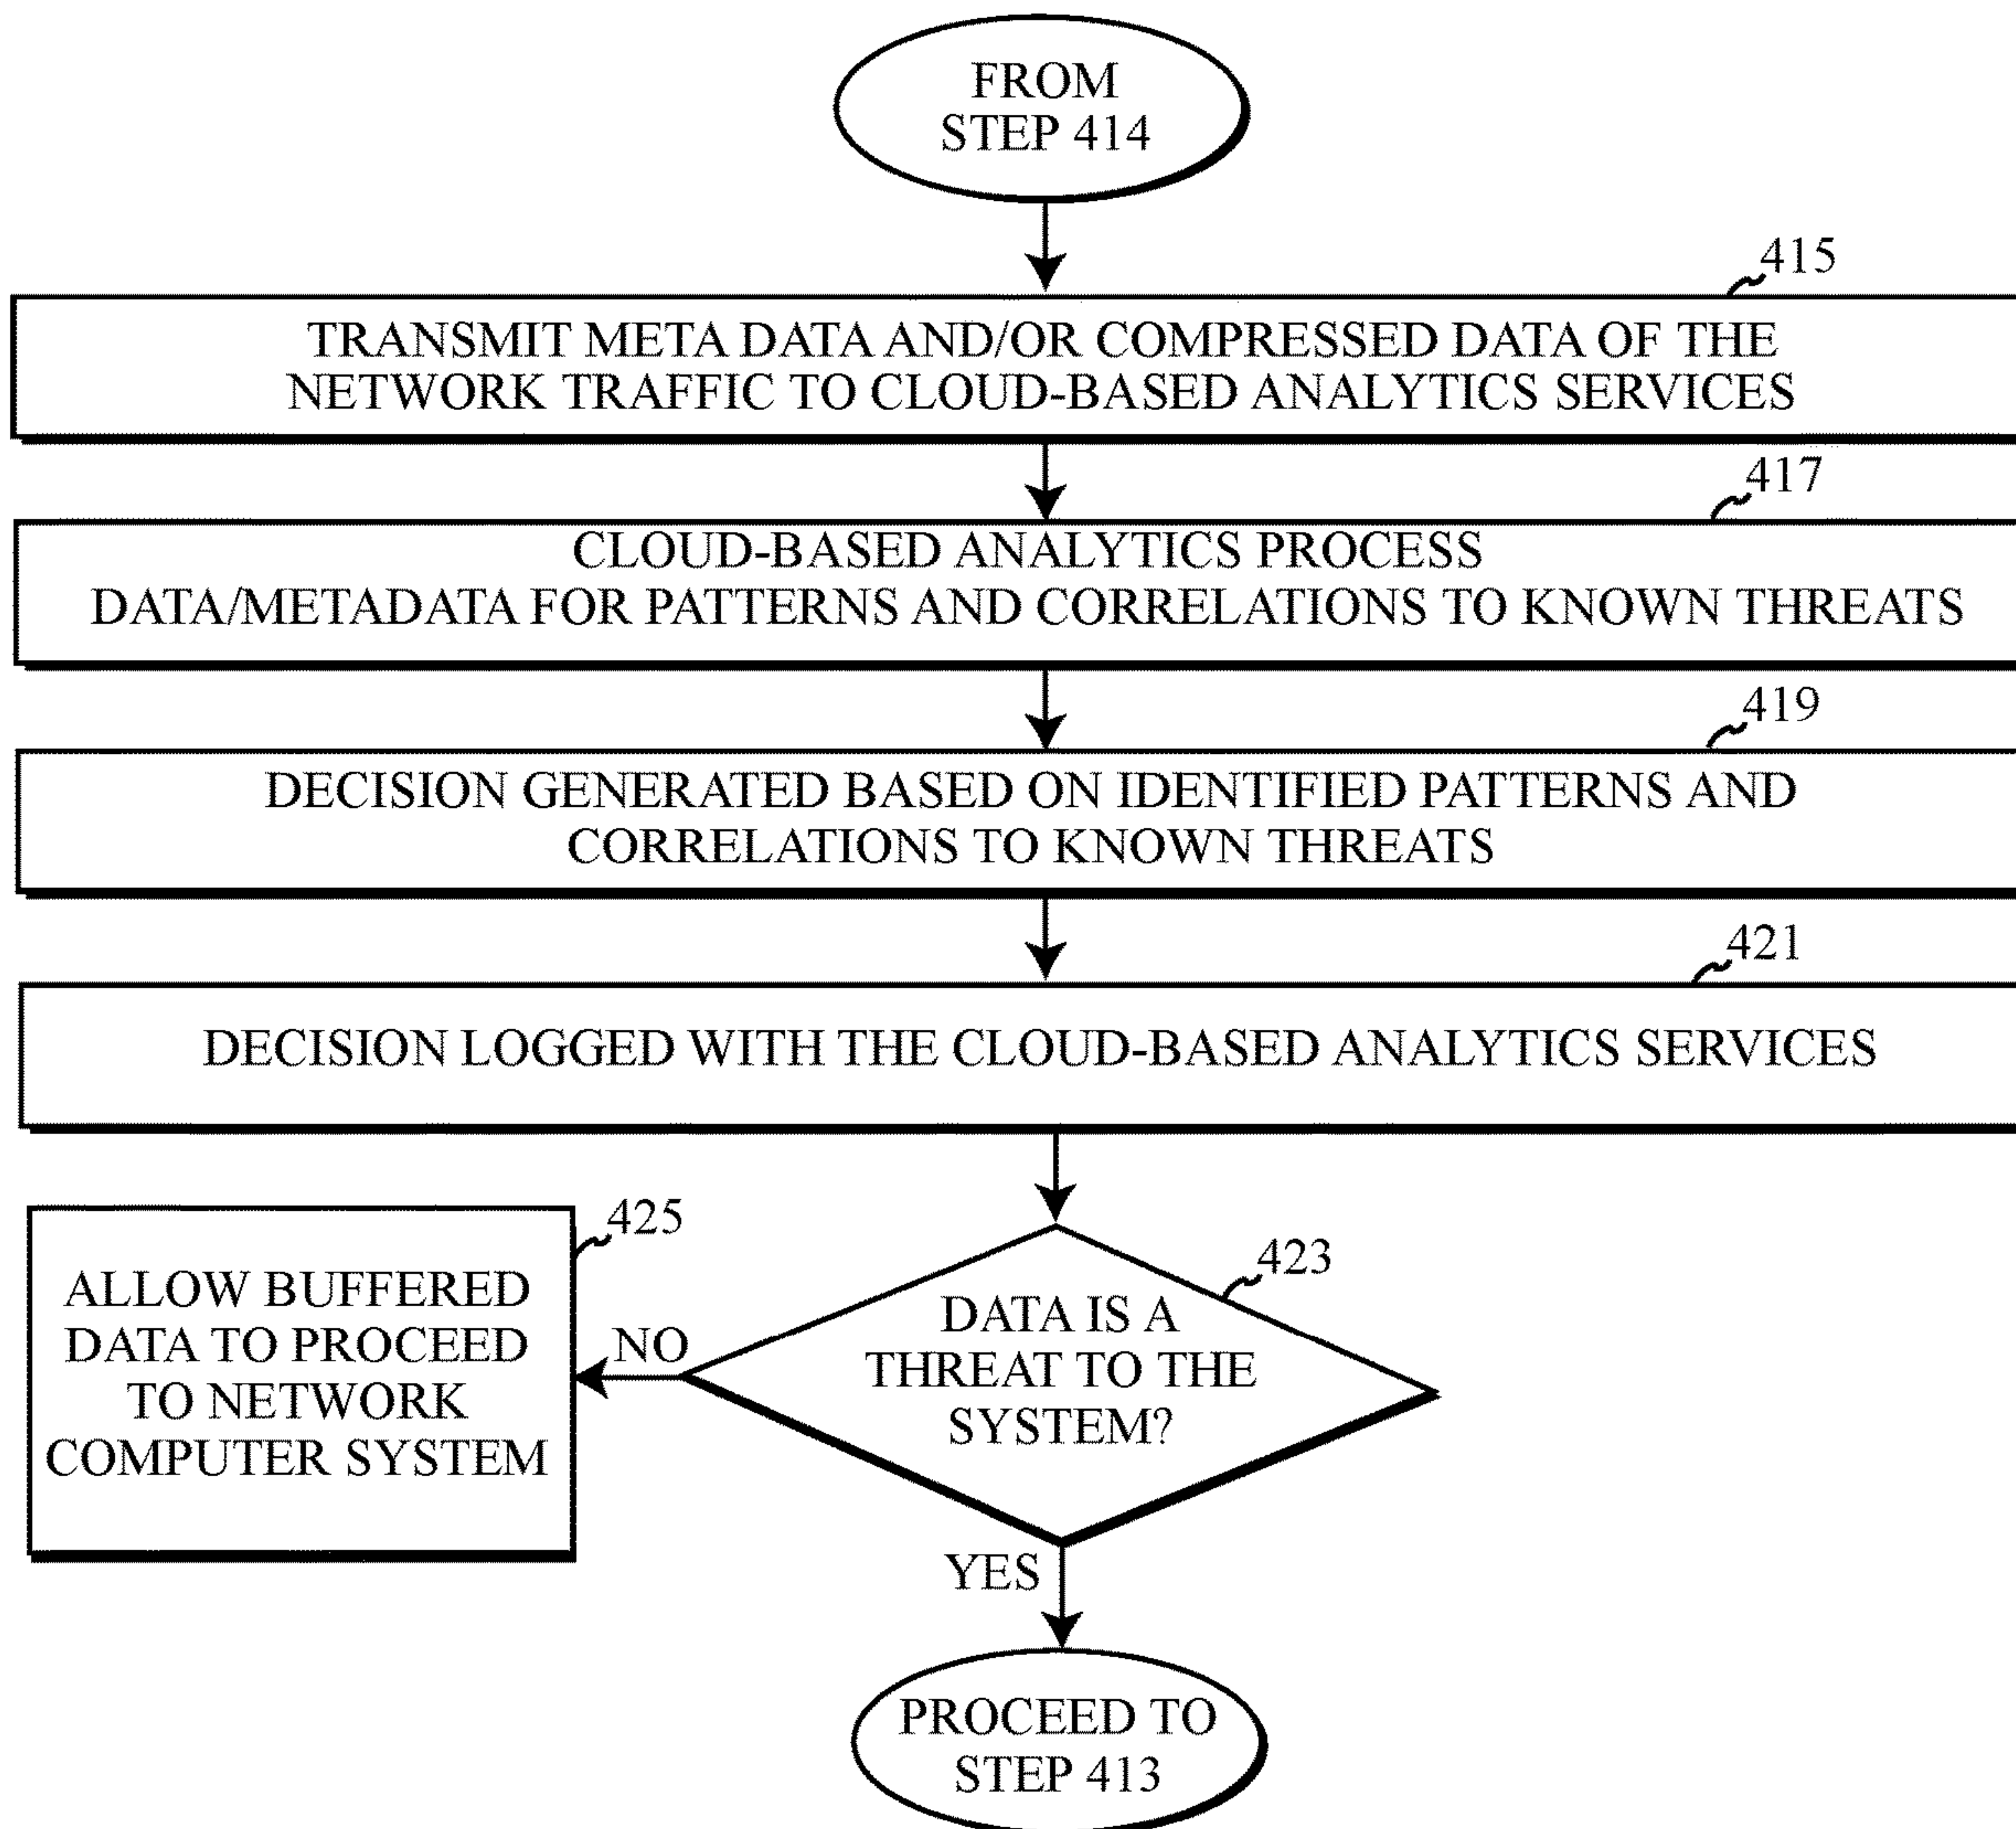 FROM
STEP 414
415
TRANSMIT META DATA AND/OR COMPRESSED DATA OF THE
NETWORK TRAFFIC TO CLOUD-BASED ANALYTICS SERVICES
417
CLOUD-BASED ANALYTICS PROCESS
DATA/METADATA FOR PATTERNS AND CORRELATIONS TO KNOWN THREATS
419
DECISION GENERATED BASED ON IDENTIFIED PATTERNS AND
CORRELATIONS TO KNOWN THREATS
421
DECISION LOGGED WITH THE CLOUD-BASED ANALYTICS SERVICES
423
DATA IS A
THREAT TO THE
SYSTEM?
NO
425
ALLOW BUFFERED
DATA TO PROCEED
TO NETWORK
COMPUTER SYSTEM
YES
PROCEED TO
STEP 413